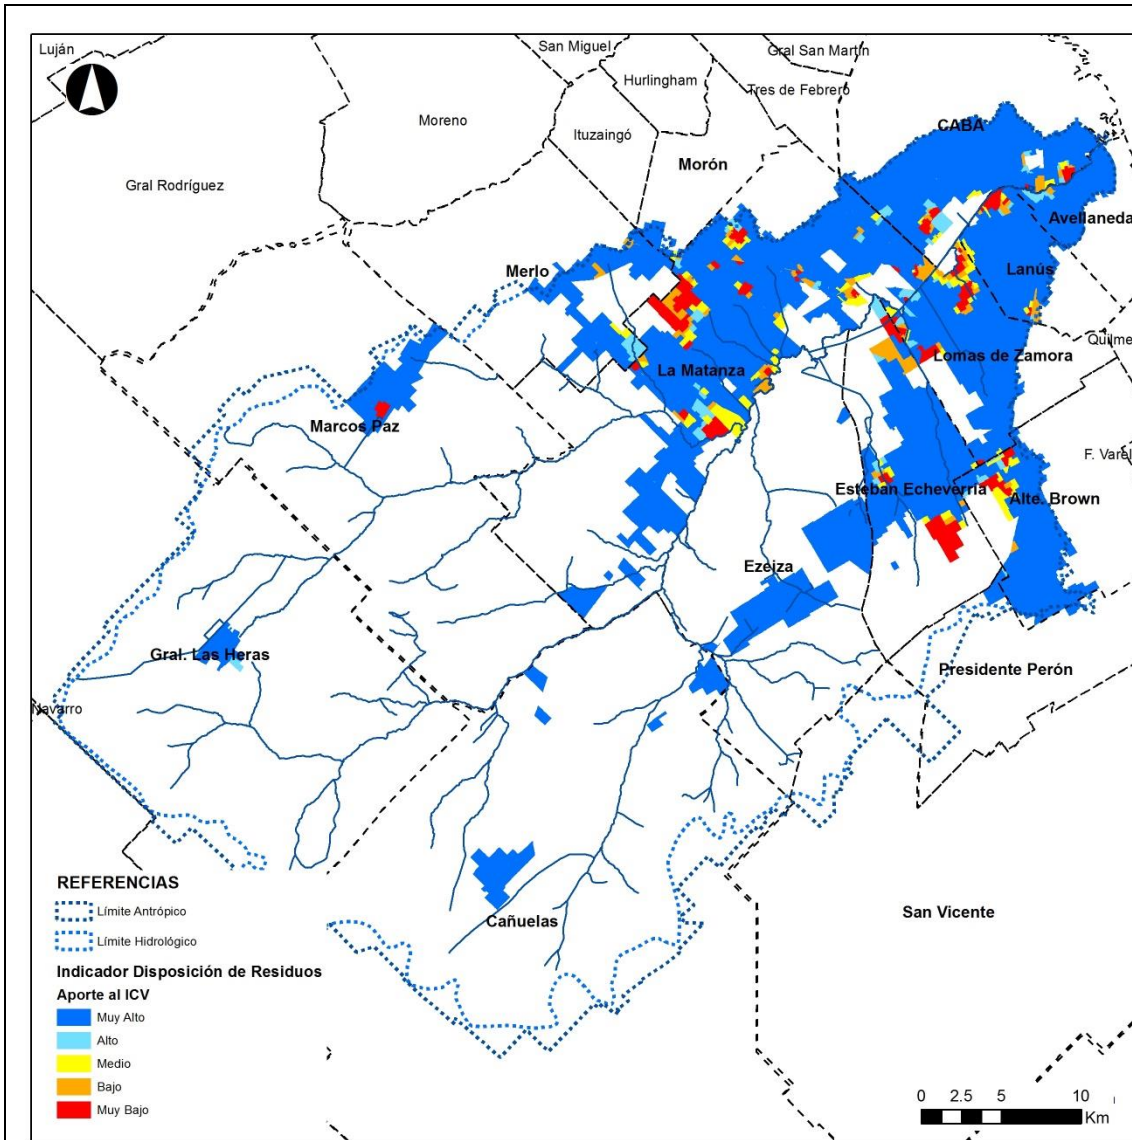 Luján
San Miguel
Gral San Martín
Hurlingham
Tres de Febrero
Moreno
Ituzaingó
CABA
Morón
Gral Rodríguez
Avellaneda
Merlo
Lanús
Quilme
Lomas de Zamora
La Matanza
Marcos Paz
F. Varel
Esteban Echeverría
Alte. Brown
Ezeiza
Gral. Las Heras
Presidente Perón
Navarro
San Vicente
Cañuelas
REFERENCIAS
Límite Antrópico
Límite Hidrológico
Indicador Disposición de Residuos
Aporte al ICV
Muy Alto
Alto
Medio
Bajo
Muy Bajo
0 2.5 5 10
Km